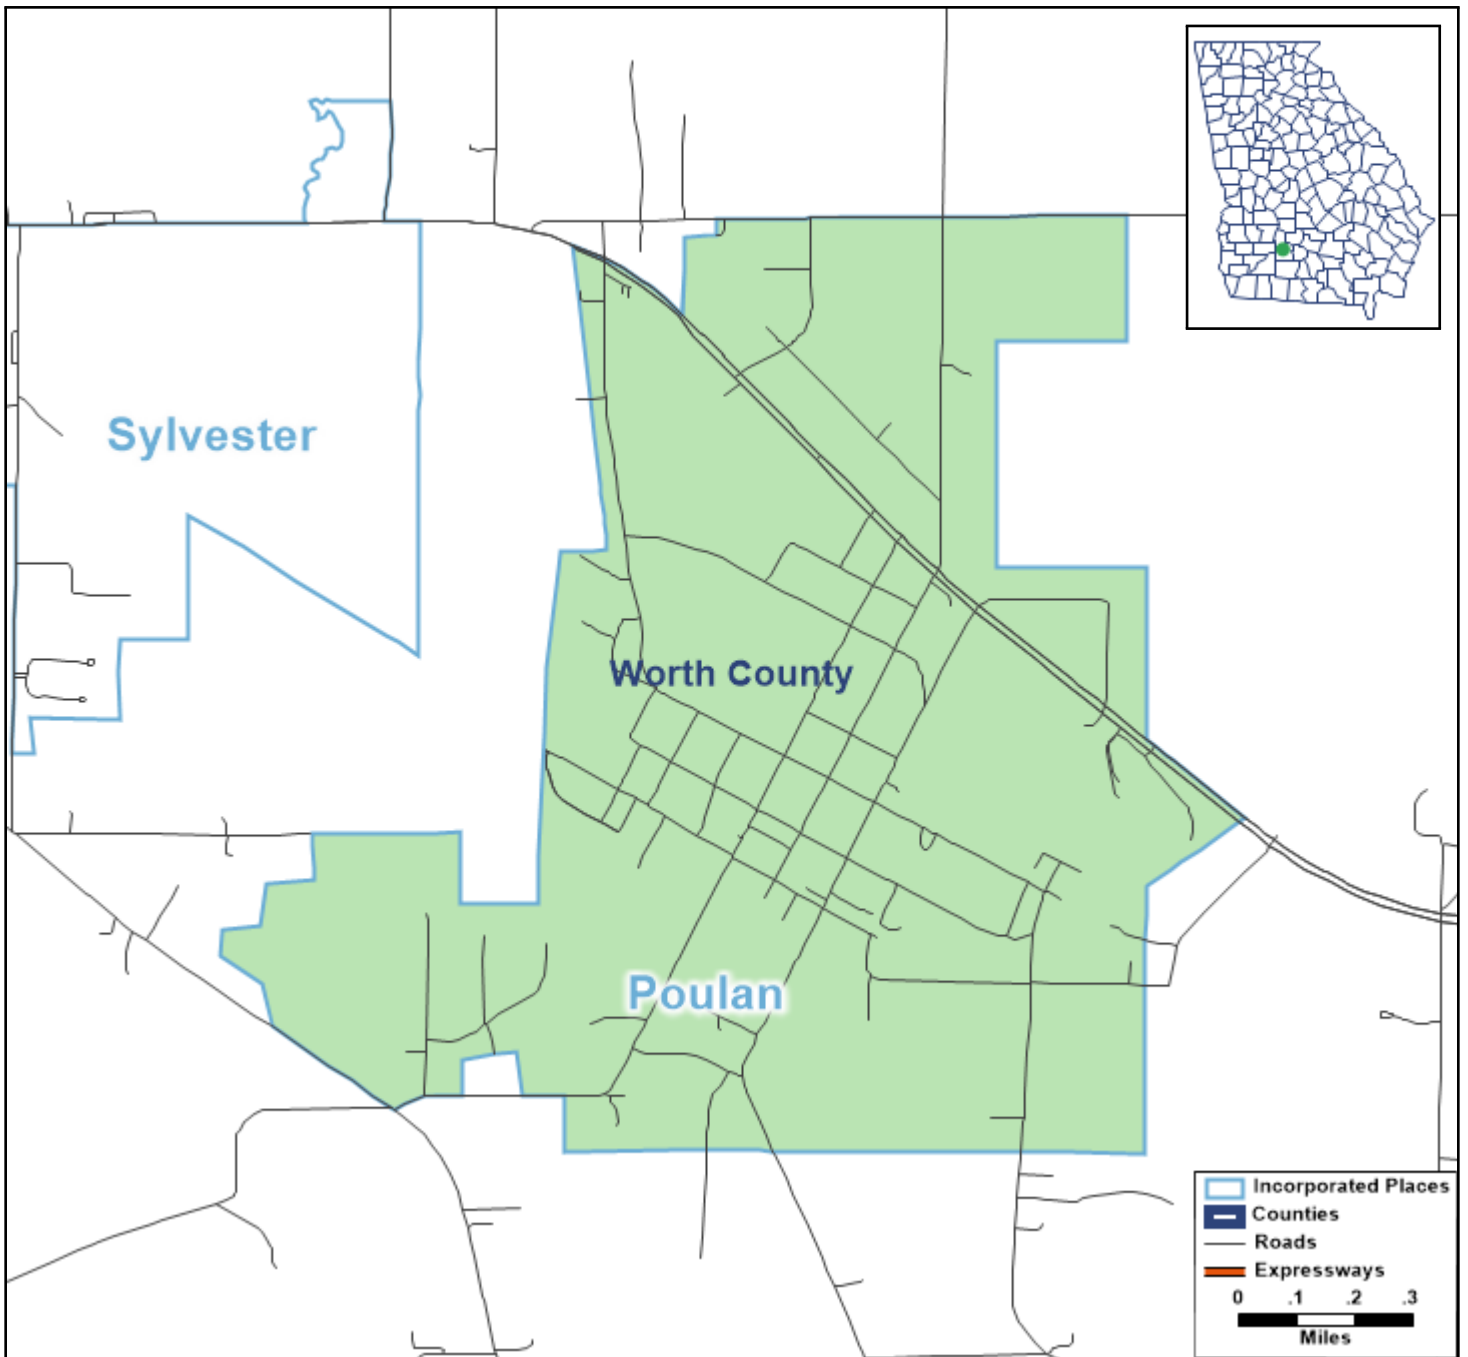 Sylvester
Worth County
Poulan
Incorporated Places
Counties
Roads
Expressways
0 .1 .2 .3
Miles